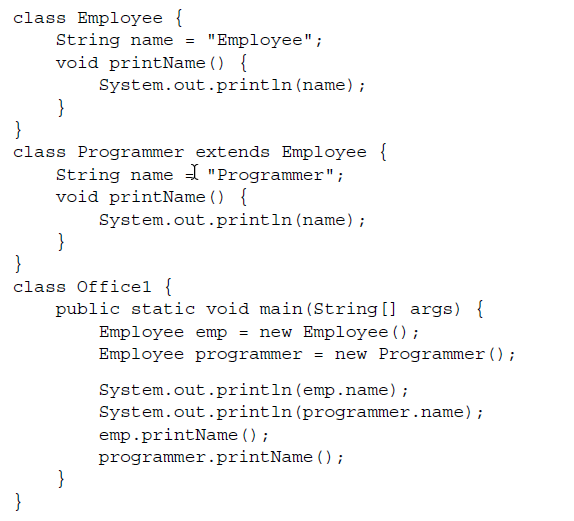 class Employee {
    String name = "Employee";
    void printName() {
        System.out.println(name);
    }
}
class Programmer extends Employee {
    String name = "Programmer";
    void printName() {
        System.out.println(name);
    }
}
class Office1 {
    public static void main(String[] args) {
        Employee emp = new Employee();
        Employee programmer = new Programmer();

        System.out.println(emp.name);
        System.out.println(programmer.name);
        emp.printName();
        programmer.printName();
    }
}